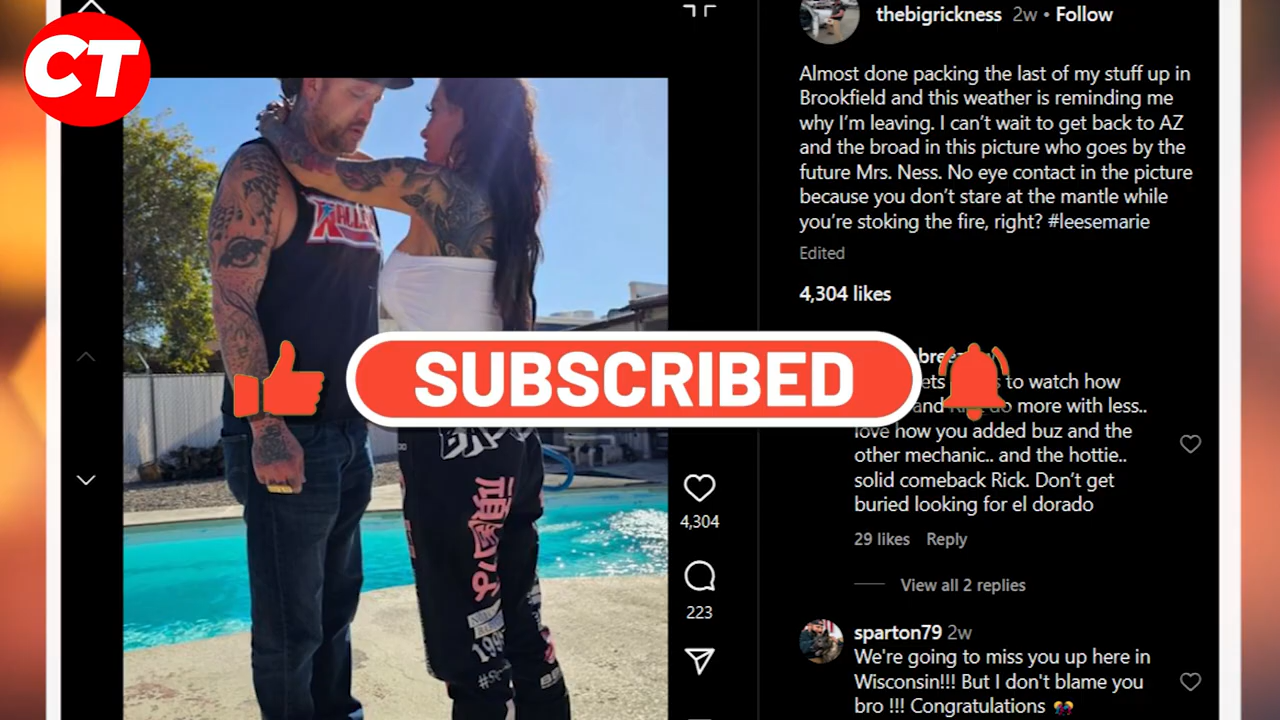 CT
thebigrickness 2w • Follow
Almost done packing the last of my stuff up in
Brookfield and this weather is reminding me
why I'm leaving. I can't wait to get back to AZ
and the broad in this picture who goes by the
future Mrs. Ness. No eye contact in the picture
because you don't stare at the mantle while
you're stoking the fire, right? #leesemarie
Edited
4,304 likes
SUBSCRIBED
to watch how
and more with less..
love how you added buz and the
other mechanic.. and the hottie..
solid comeback Rick. Don't get
buried looking for el dorado
29 likes Reply
View all 2 replies
4,304
223
sparton79 2w
We're going to miss you up here in
Wisconsin!!! But I don't blame you
bro !!! Congratulations